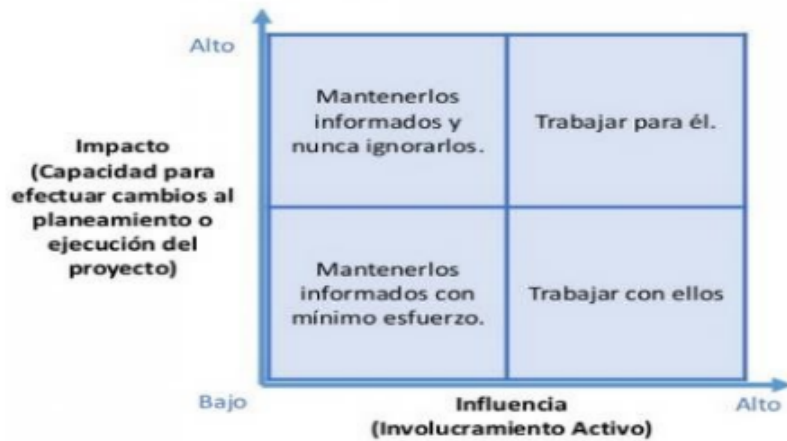 Alto
Impacto
(Capacidad para
efectuar cambios al
planeamiento o
ejecución del
proyecto)
Mantenerlos
informados y
nunca ignorarlos.
Trabajar para él.
Mantenerlos
informados con
mínimo esfuerzo.
Trabajar con ellos
Bajo
Influencia
(Involucramiento Activo)
Alto